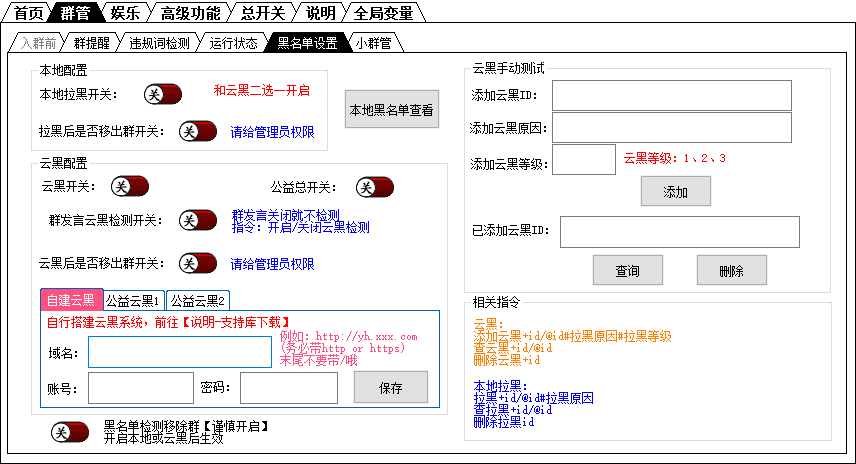 首页 群管 娱乐 高级功能 总开关 说明 全局变量
入群前 群提醒 违规词检测 运行状态 黑名单设置 小群管
本地配置
本地拉黑开关： 关 和云黑二选一开启
拉黑后是否移出群开关： 关 请给管理员权限
本地黑名单查看
云黑配置
云黑开关： 关 公益总开关： 关
群发言云黑检测开关： 关 群发言关闭就不检测
指令：开启/关闭云黑检测
云黑后是否移出群开关： 关 请给管理员权限
自建云黑 公益云黑1 公益云黑2
自行搭建云黑系统，前往【说明-支持库下载】
域名： 例如：http://yh.xxx.com
(务必带http or https)
末尾不要带/哦
账号： 密码： 保存
关 黑名单检测移除群【谨慎开启】
开启本地或云黑后生效
云黑手动测试
添加云黑ID：
添加云黑原因：
添加云黑等级： 云黑等级：1、2、3
添加
已添加云黑ID：
查询 删除
相关指令
云黑：
添加云黑+id/@id#拉黑原因#拉黑等级
查云黑+id/@id
删除云黑+id
本地拉黑：
拉黑+id/@id#拉黑原因
查拉黑+id/@id
删除拉黑id